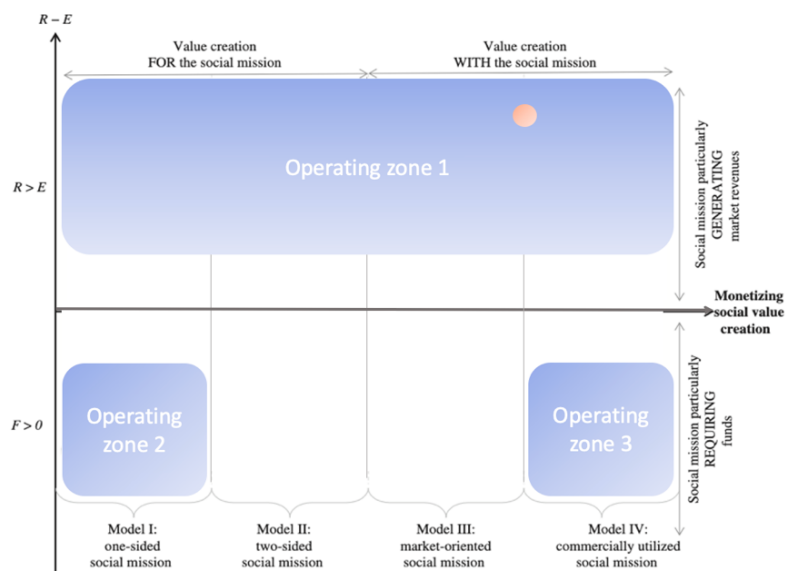 R – E
Value creation
FOR the social mission
Value creation
WITH the social mission
Operating zone 1
R > E
Social mission particularly
GENERATING
market revenues
Monetizing
social value
creation
F > 0
Operating
zone 2
Operating
zone 3
Social mission particularly
REQUIRING
funds
Model I:
one-sided
social mission
Model II:
two-sided
social mission
Model III:
market-oriented
social mission
Model IV:
commercially utilized
social mission